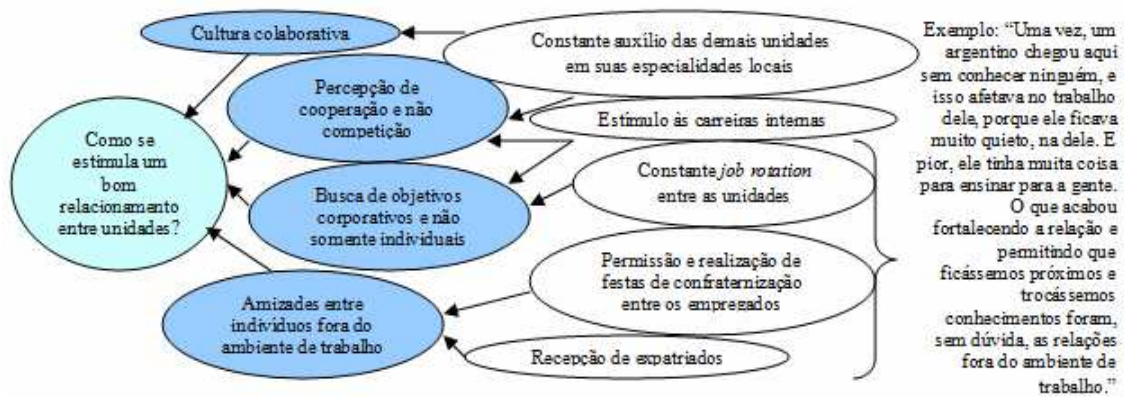 Cultura colaborativa
Percepção de
cooperação e não
competição
Como se
estimula um
bom
relacionamento
entre unidades?
Busca de objetivos
corporativos e não
somente individuais
Amizades entre
indivíduos fora do
ambiente de trabalho
Constante auxílio das demais unidades
em suas especialidades locais
Estímulo às carreiras internas
Constante job rotation
entre as unidades
Permissão e realização de
festas de confraternização
entre os empregados
Recepção de expatriados
Exemplo: “Uma vez, um
argentino chegou aqui
sem conhecer ninguém, e
isso afetava no trabalho
dele, porque ele ficava
muito quieto, na dele. E
pior, ele tinha muita coisa
para ensinar para a gente.
O que acabou
fortalecendo a relação e
permitindo que
ficássemos próximos e
trocássemos
conhecimentos foram,
sem dúvida, as relações
fora do ambiente de
trabalho.”